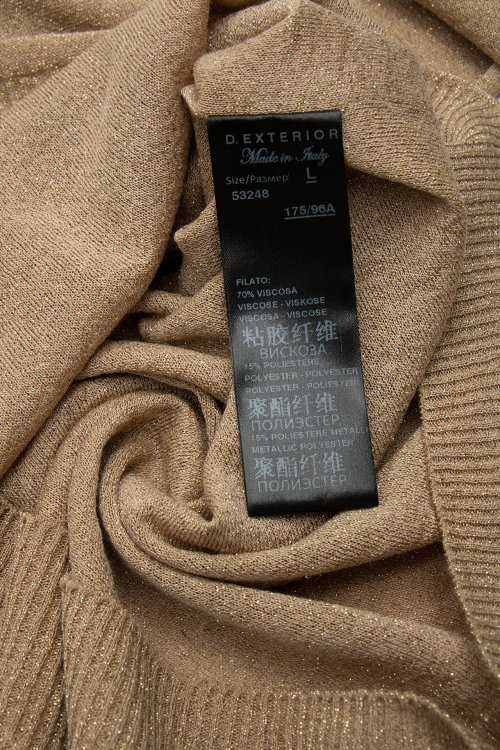 D. EXTERIOR
Made in Italy
Size/Размер L
53248
175/96A
FILATO:
70% VISCOSA
VISCOSE - VISKOSE
VISCOSA - VISCOSE
粘胶纤维
ВИСКОЗА
15% POLIESTERE
POLYESTER - POLYESTER
POLYESTER - POLIESTER
聚酯纤维
ПОЛИЭСТЕР
15% POLIESTERE METALL.
METALLIC POLYESTER
聚酯纤维
ПОЛИЭСТЕР